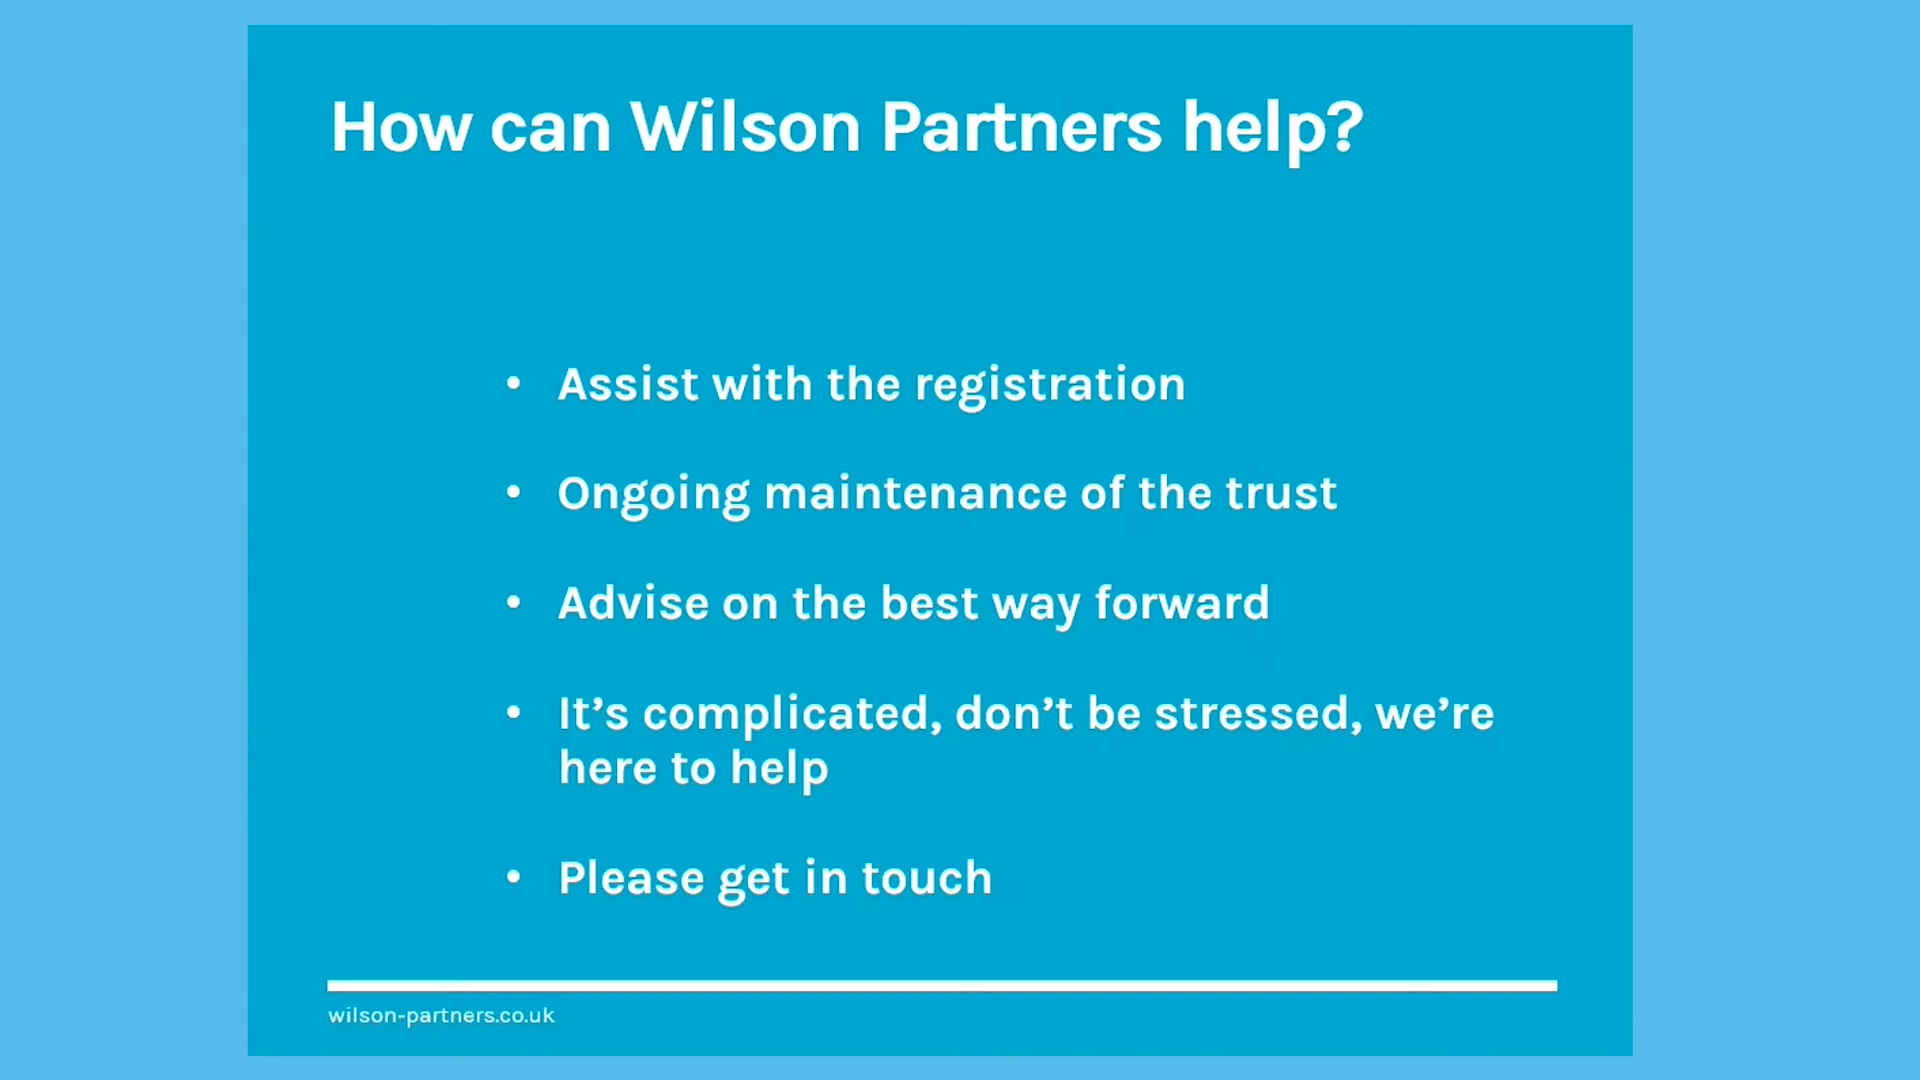 How can Wilson Partners help?
• Assist with the registration
• Ongoing maintenance of the trust
• Advise on the best way forward
• It’s complicated, don’t be stressed, we’re
here to help
• Please get in touch
wilson-partners.co.uk